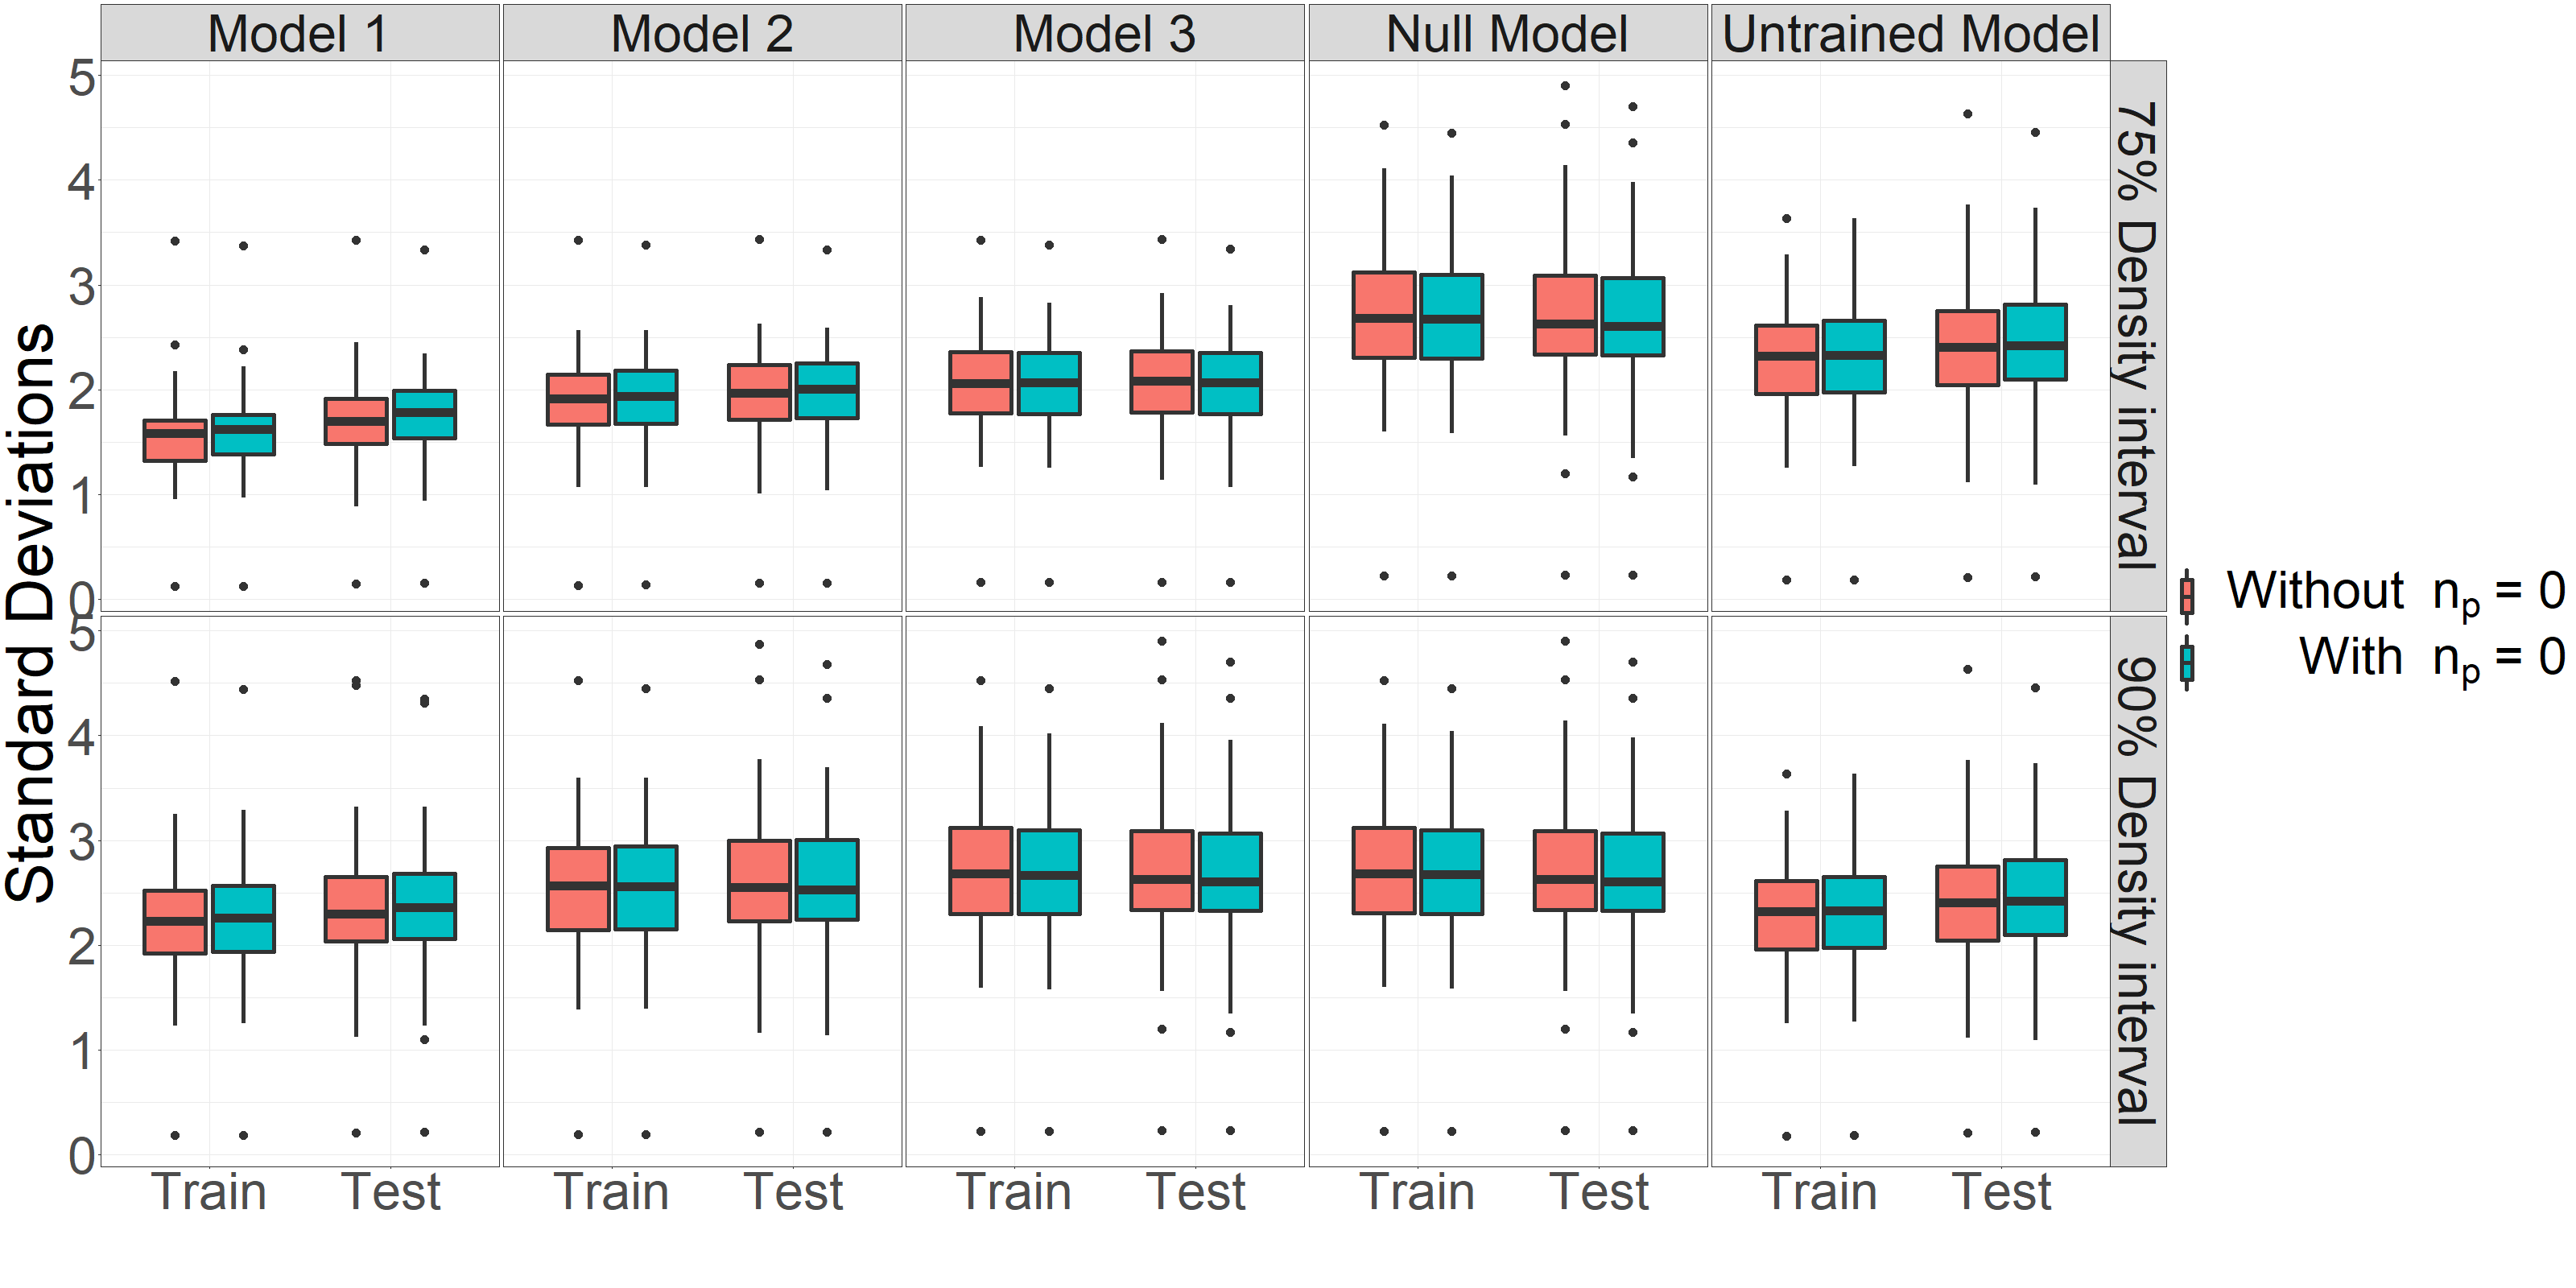 Model 1 Model 2 Model 3 Null Model Untrained Model
Standard Deviations
5
4
3
2
1
0
75% Density interval
5
4
3
2
1
0
90% Density interval
Train Test Train Test Train Test Train Test Train Test
Without np = 0
With np = 0